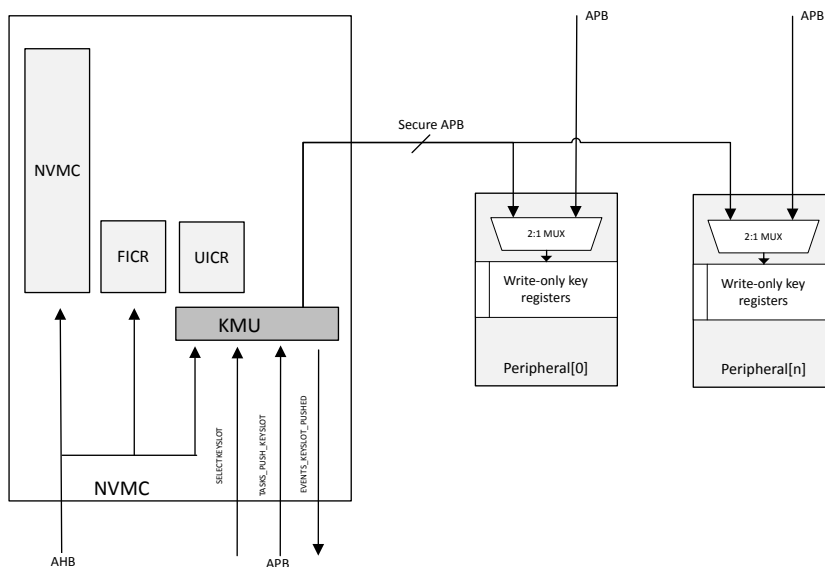 APB
APB
Secure APB
NVMC
FICR
UICR
2:1 MUX
2:1 MUX
Write-only key
registers
Write-only key
registers
KMU
Peripheral[0]
Peripheral[n]
SELECTKEYSLOT
TASKS_PUSH_KEYSLOT
EVENTS_KEYSLOT_PUSHED
NVMC
AHB
APB